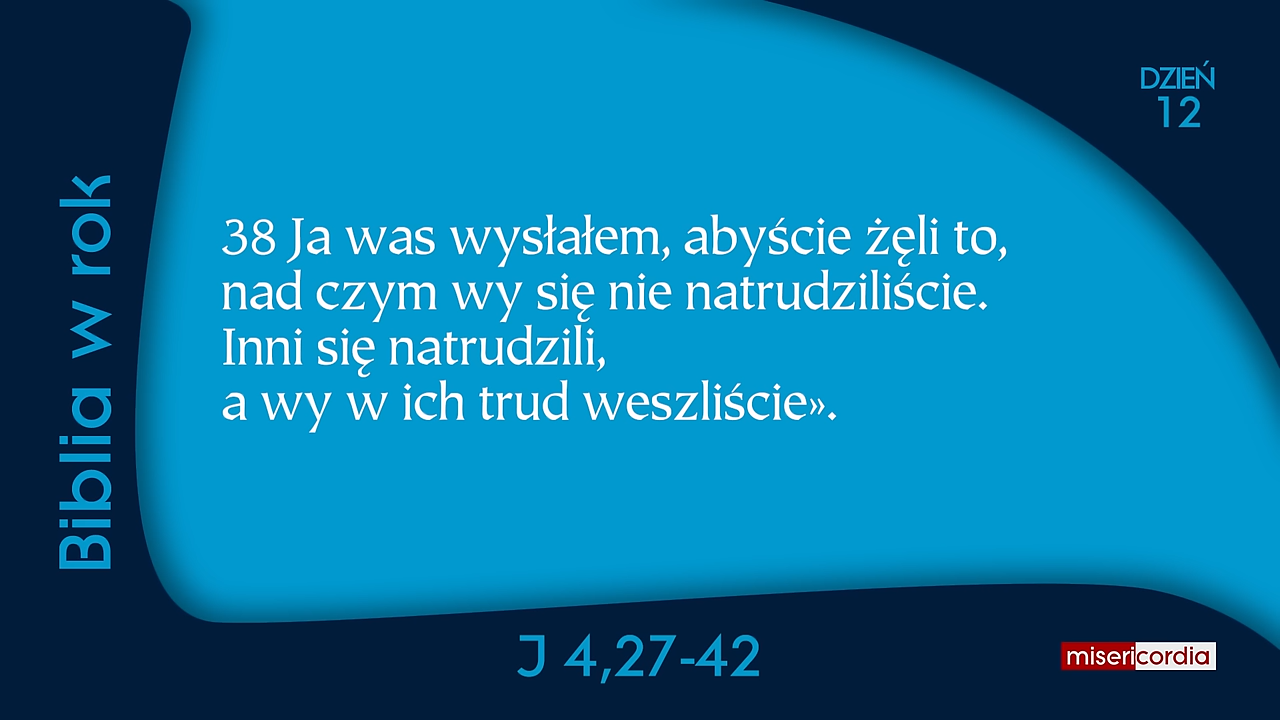 DZIEŃ
12
Biblia w rok
38 Ja was wysłałem, abyście żęli to,
nad czym wy się nie natrudziliście.
Inni się natrudzili,
a wy w ich trud weszliście».
J 4,27-42
misericordia